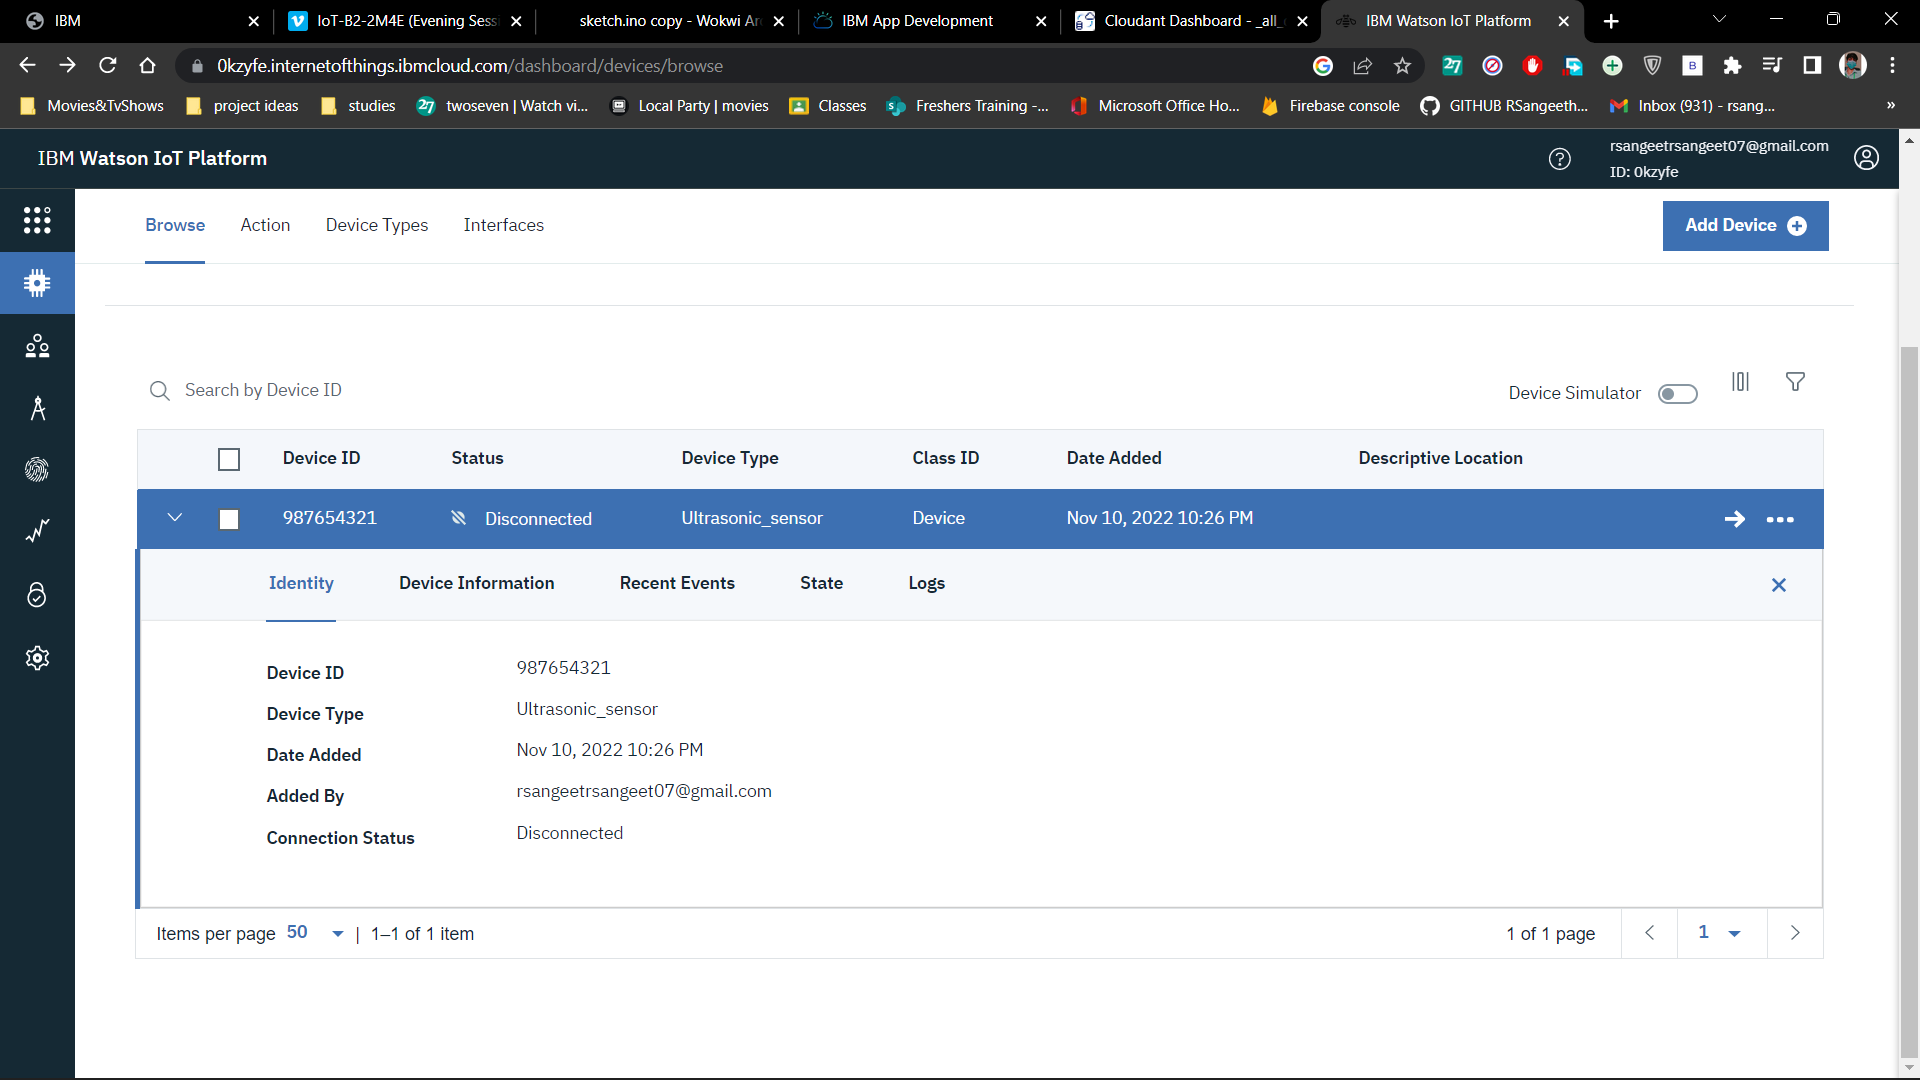 IBM
IoT-B2-2M4E (Evening Sessi
sketch.ino copy - Wokwi Ar
IBM App Development
Cloudant Dashboard - _all_
IBM Watson IoT Platform
0kzyfe.internetofthings.ibmcloud.com/dashboard/devices/browse
Movies&TvShows
project ideas
studies
twoseven | Watch vi...
Local Party | movies
Classes
Freshers Training -...
Microsoft Office Ho...
Firebase console
GITHUB RSangeeth...
Inbox (931) - rsang...
»
IBM Watson IoT Platform
rsangeetrsangeet07@gmail.com
ID: 0kzyfe
Browse
Action
Device Types
Interfaces
Add Device
Search by Device ID
Device Simulator
Device ID Status Device Type Class ID Date Added Descriptive Location
987654321 Disconnected Ultrasonic_sensor Device Nov 10, 2022 10:26 PM
Identity Device Information Recent Events State Logs
Device ID 987654321
Device Type Ultrasonic_sensor
Date Added Nov 10, 2022 10:26 PM
Added By rsangeetrsangeet07@gmail.com
Connection Status Disconnected
Items per page 50 | 1–1 of 1 item
1 of 1 page
1